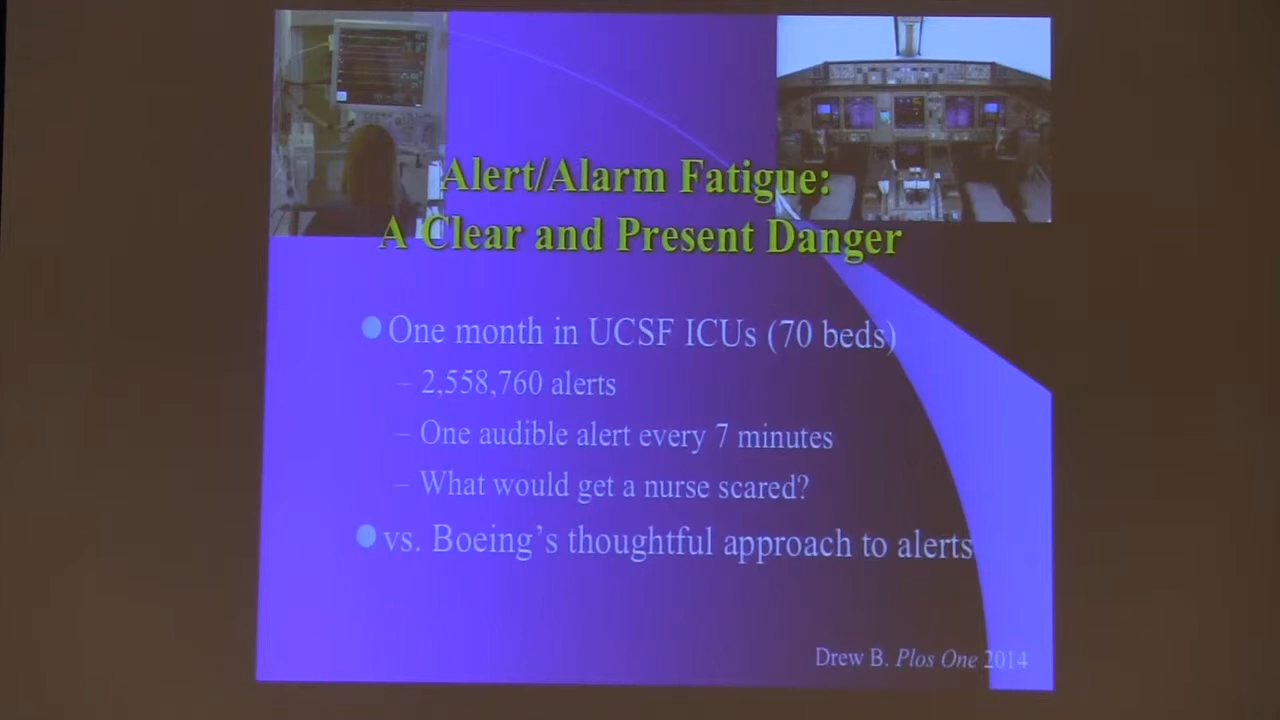 Alert/Alarm Fatigue:
A Clear and Present Danger
One month in UCSF ICUs (70 beds)
– 2,558,760 alerts
– One audible alert every 7 minutes
– What would get a nurse scared?
vs. Boeing’s thoughtful approach to alerts
Drew B. Plos One 2014